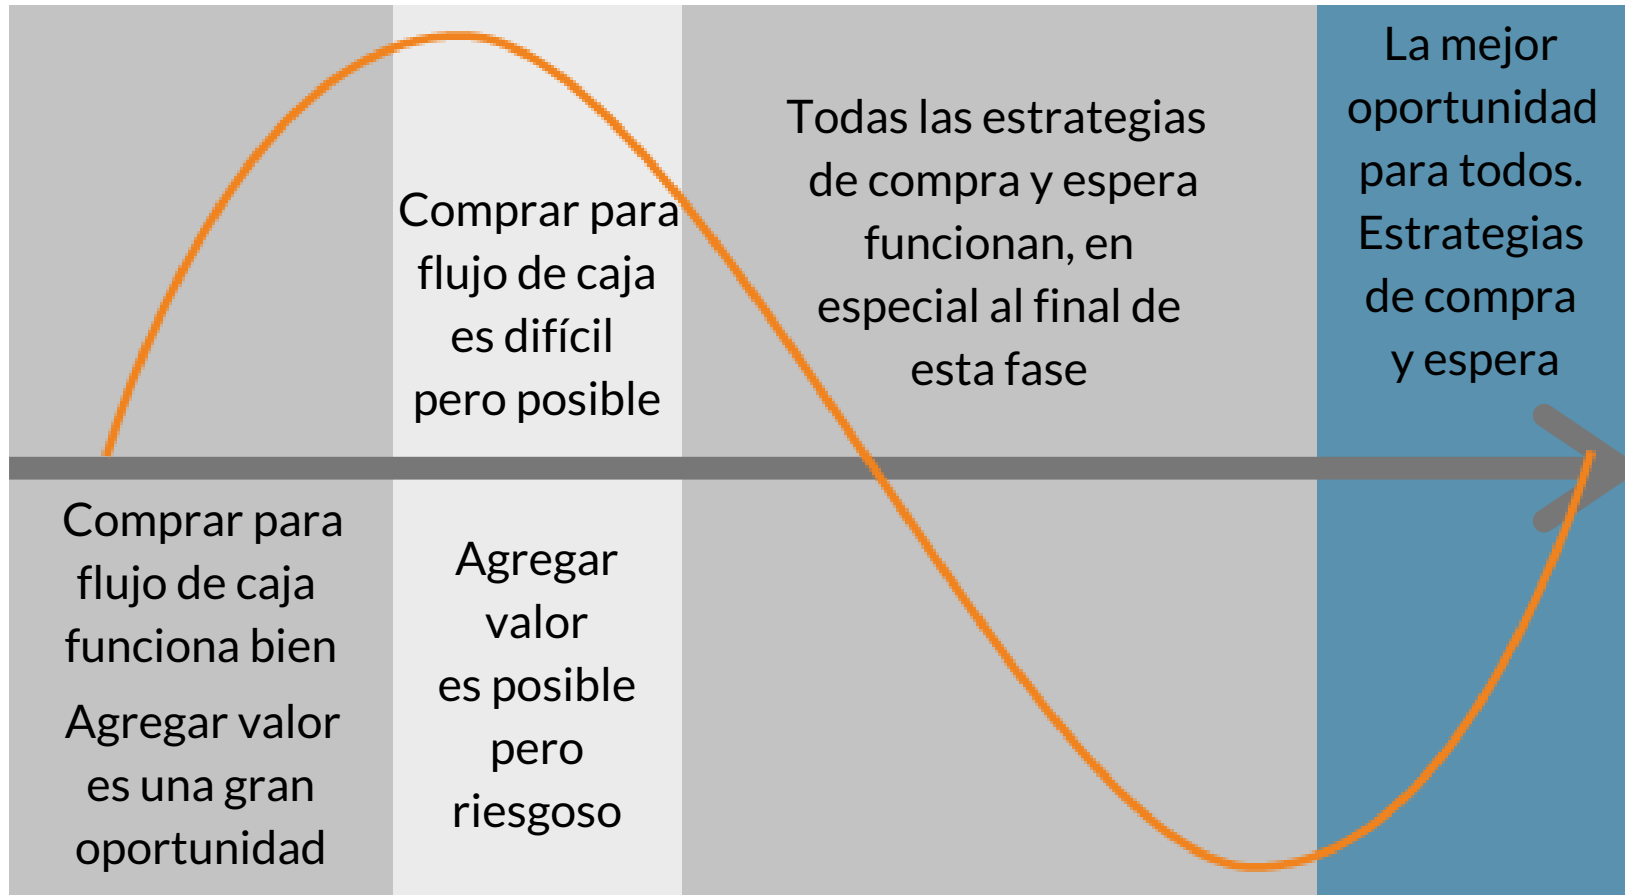 Comprar para
flujo de caja
funciona bien
Agregar valor
es una gran
oportunidad
Comprar para
flujo de caja
es difícil
pero posible
Agregar
valor
es posible
pero
riesgoso
Todas las estrategias
de compra y espera
funcionan, en
especial al final de
esta fase
La mejor
oportunidad
para todos.
Estrategias
de compra
y espera